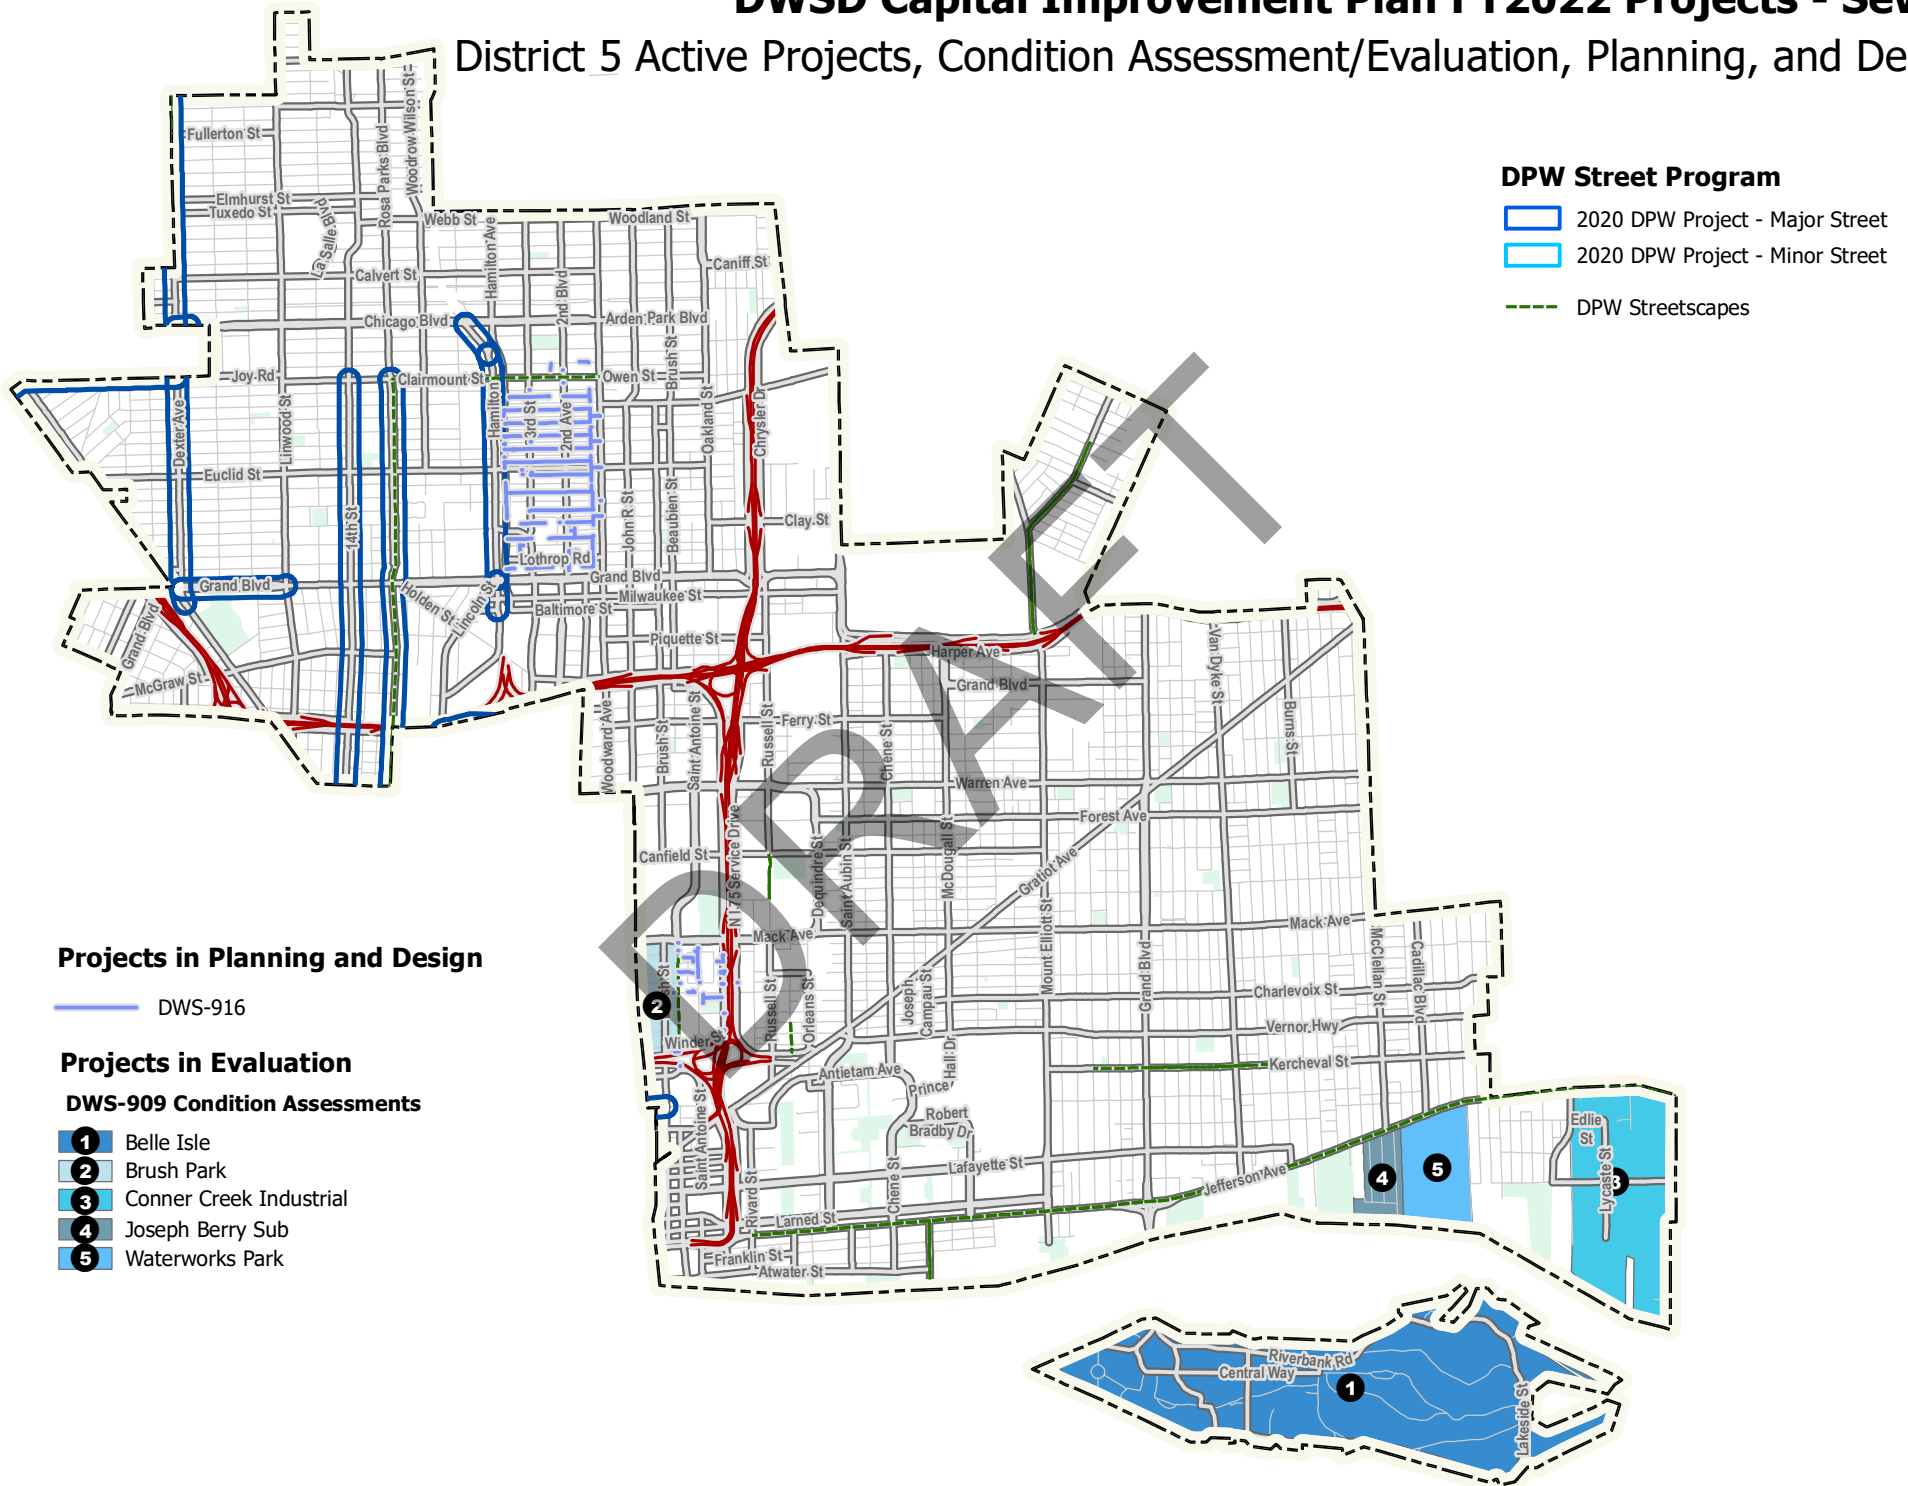 DWSD Capital Improvement Plan FY2022 Projects - Sew
District 5 Active Projects, Condition Assessment/Evaluation, Planning, and De
DPW Street Program
2020 DPW Project - Major Street
2020 DPW Project - Minor Street
DPW Streetscapes
Fullerton St
Elmhurst St
Tuxedo St
La Salle Blvd
Rosa Parks Blvd
Woodrow Wilson St
Webb St
Hamilton Ave
Woodland St
Caniff St
Calvert St
2nd Blvd
Chicago Blvd
Arden Park Blvd
Brush St
Joy Rd
Clairmount St
Owen St
Dexter Ave
Linwood St
Hamilton
3rd St
2nd Ave
Oakland St
Chrysler Dr
Euclid St
14th St
John R St
Beaubien St
Clay St
Lothrop Rd
Grand Blvd
Grand Blvd
Milwaukee St
Holden St
Lincoln St
Baltimore St
Grand Blvd
Piquette St
Harper Ave
McGraw St
Grand Blvd
Van Dyke St
Burns St
Woodward Ave
Brush St
Saint Antoine St
Russell St
Ferry St
Chene St
Warren Ave
Forest Ave
Canfield St
N I 75 Service Drive
Dequindre St
Saint Aubin St
McDougall St
Gratiot Ave
Mount Elliott St
Grand Blvd
Mack Ave
Mack Ave
McClellan St
Cadillac Blvd
DRAFT
sh St
2
Winder St
Russell St
Orleans St
Joseph
Campau St
Charlevoix St
Vernor Hwy
Kercheval St
Antietam Ave
Prince
Hall Dr
Robert
Bradby Dr
Saint Antoine St
Rivard St
Chene St
Lafayette St
Jefferson Ave
Larned St
Franklin St
Atwater St
4
5
3
Edlie
St
Lycaste St
Riverbank Rd
Central Way
1
Lakeside St
Projects in Planning and Design
DWS-916
Projects in Evaluation
DWS-909 Condition Assessments
1 Belle Isle
2 Brush Park
3 Conner Creek Industrial
4 Joseph Berry Sub
5 Waterworks Park